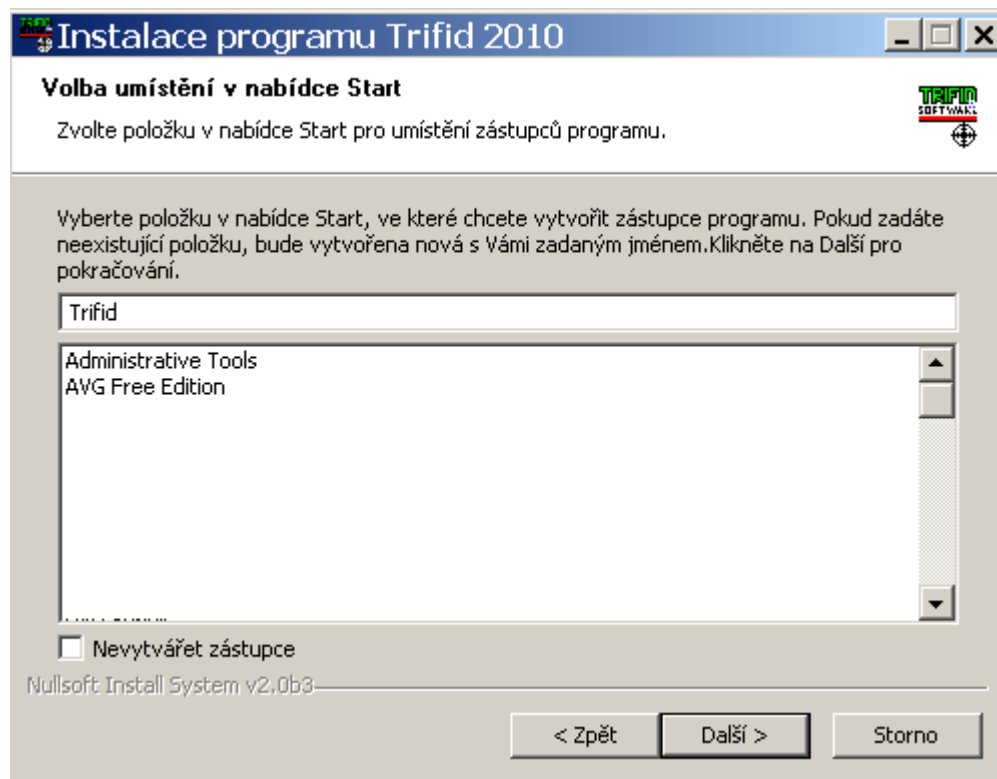 Instalace programu Trifid 2010
Volba umístění v nabídce Start
Zvolte položku v nabídce Start pro umístění zástupců programu.
TRIFID
SOFTWARE
Vyberte položku v nabídce Start, ve které chcete vytvořit zástupce programu. Pokud zadáte
neexistující položku, bude vytvořena nová s Vámi zadaným jménem.Klikněte na Další pro
pokračování.
Trifid
Administrative Tools
AVG Free Edition
Nevytvářet zástupce
Nullsoft Install System v2.0b3
< Zpět
Další >
Storno